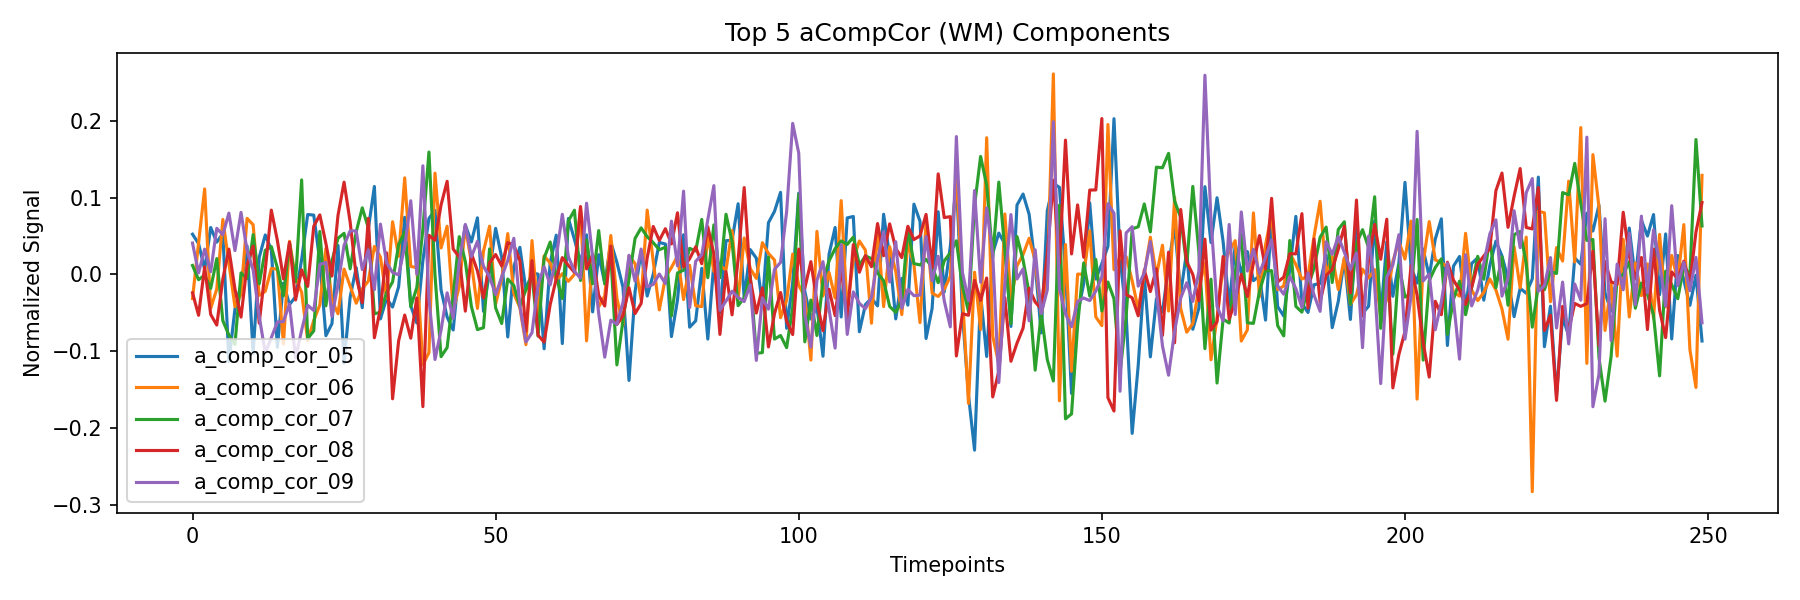 Top 5 aCompCor (WM) Components
Normalized Signal
0.2
0.1
0.0
−0.1
−0.2
−0.3
a_comp_cor_05
a_comp_cor_06
a_comp_cor_07
a_comp_cor_08
a_comp_cor_09
0
50
100
150
200
250
Timepoints